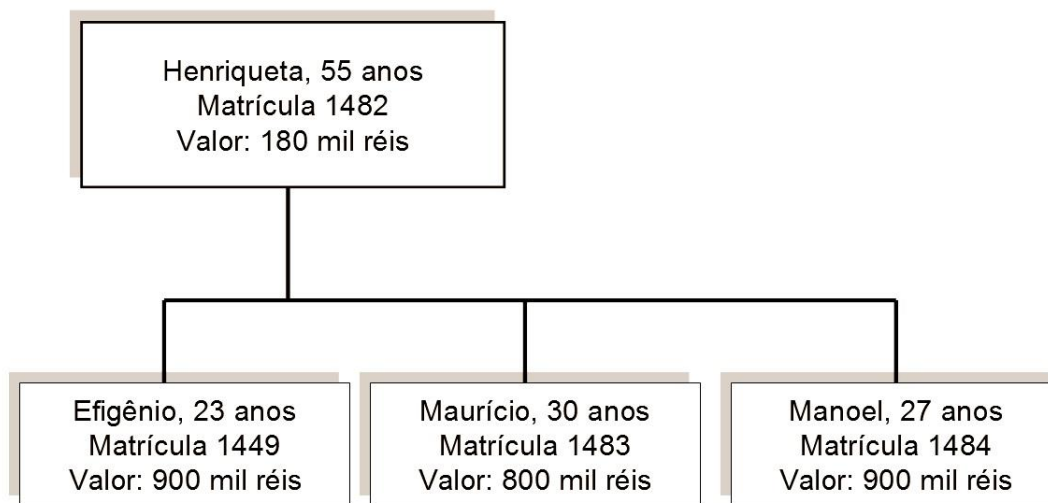 Henriqueta, 55 anos
Matrícula 1482
Valor: 180 mil réis
Efigênio, 23 anos
Matrícula 1449
Valor: 900 mil réis
Maurício, 30 anos
Matrícula 1483
Valor: 800 mil réis
Manoel, 27 anos
Matrícula 1484
Valor: 900 mil réis